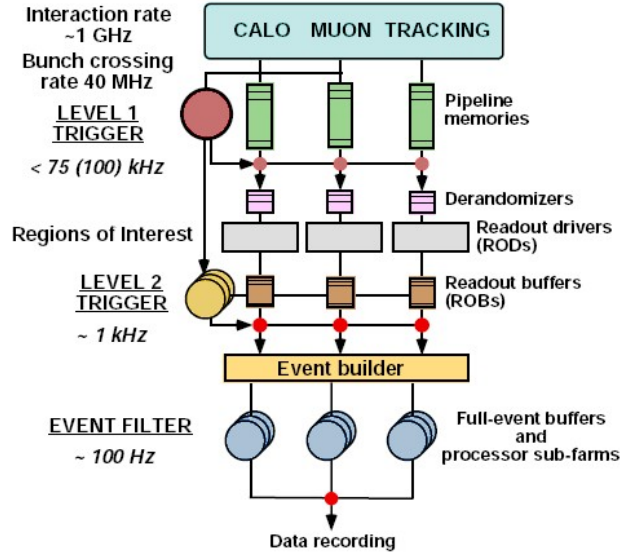 Interaction rate
~1 GHz
Bunch crossing
rate 40 MHz
CALO MUON TRACKING
LEVEL 1
TRIGGER
< 75 (100) kHz
Pipeline
memories
Derandomizers
Regions of Interest
Readout drivers
(RODs)
LEVEL 2
TRIGGER
~ 1 kHz
Readout buffers
(ROBs)
Event builder
EVENT FILTER
~ 100 Hz
Full-event buffers
and
processor sub-farms
Data recording